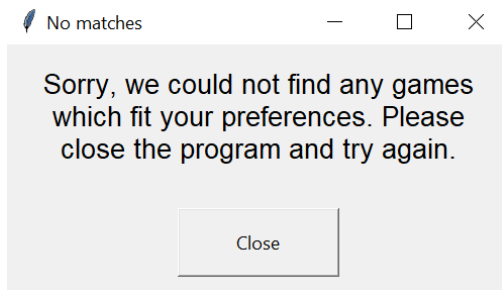 No matches
Sorry, we could not find any games
which fit your preferences. Please
close the program and try again.
Close